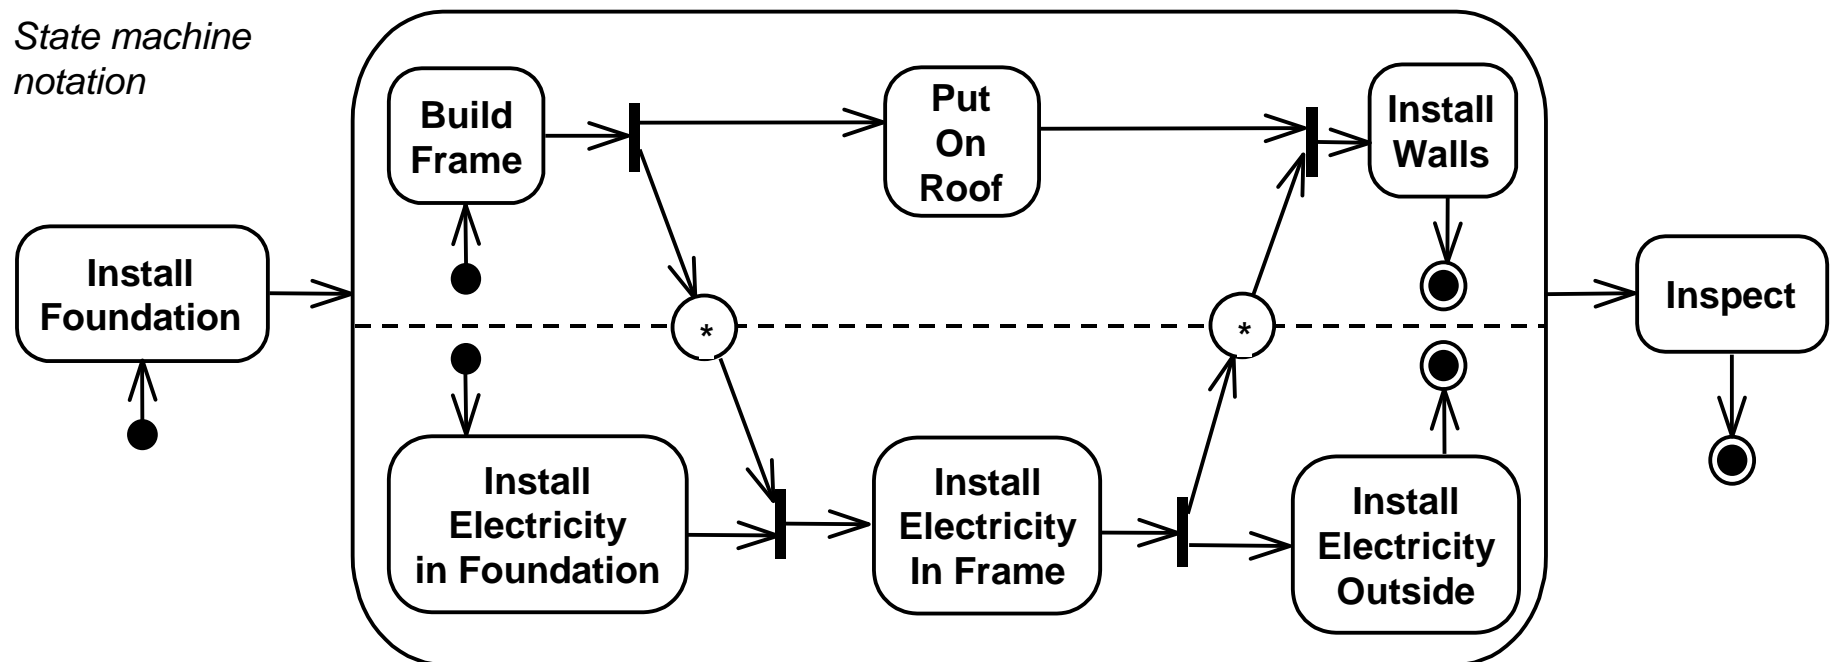 State machine
notation
Build
Frame
Put
On
Roof
Install
Walls
Install
Foundation
*
*
Inspect
Install
Electricity
in Foundation
Install
Electricity
In Frame
Install
Electricity
Outside